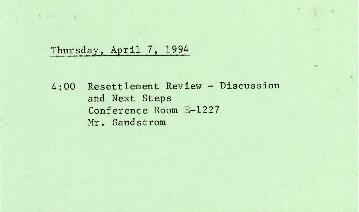 Thursday, April 7, 1994
4:00 Resettlement Review - Discussion
and Next Steps
Conference Room E-1227
Mr. Sandstrom